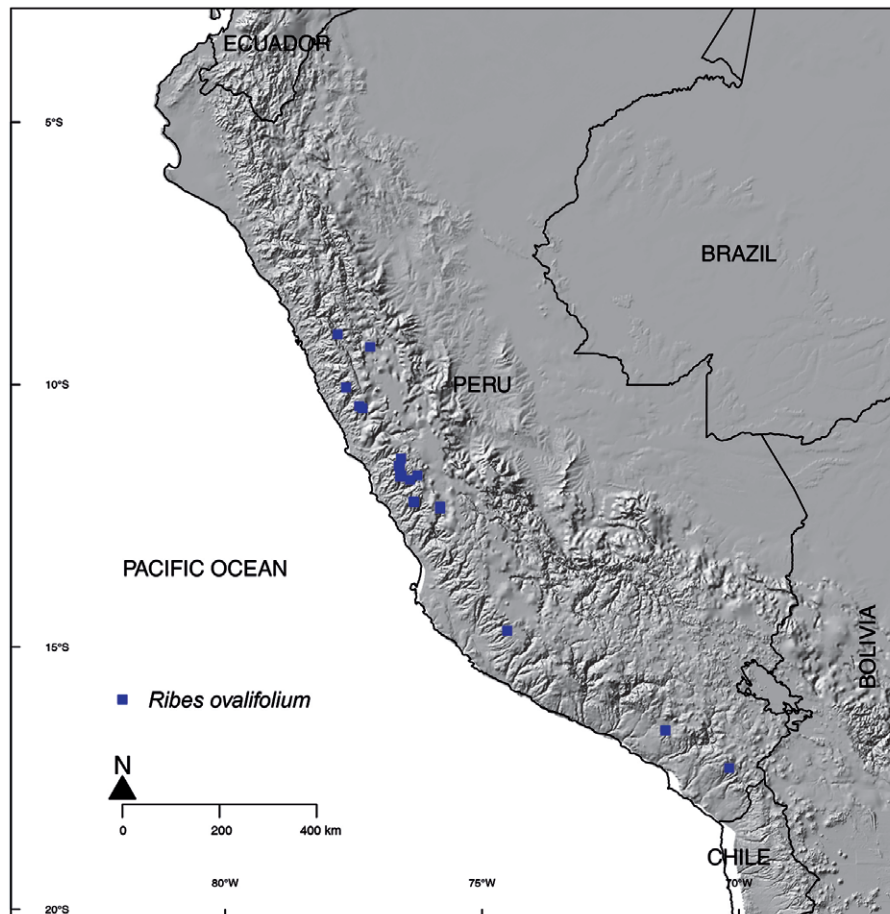 ECUADOR
5°S
BRAZIL
10°S
PERU
PACIFIC OCEAN
BOLIVIA
15°S
Ribes ovalifolium
N
0 200 400 km
CHILE
80°W 75°W 70°W
20°S